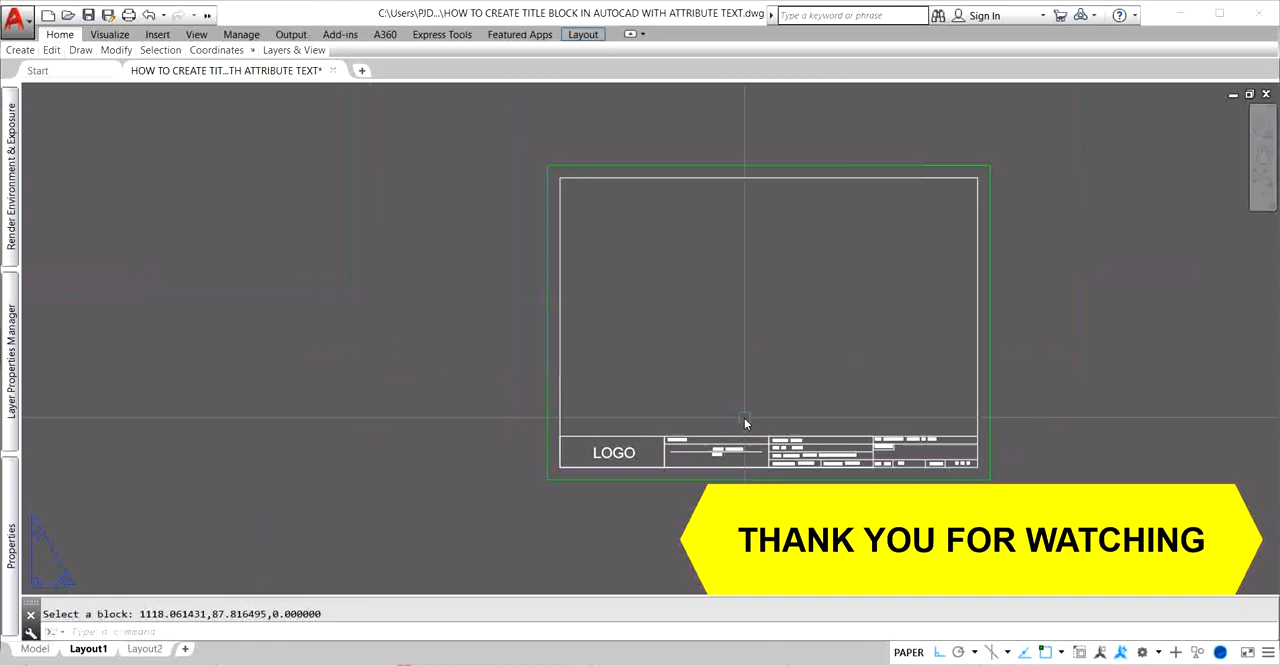 C:\Users\PJD...\HOW TO CREATE TITLE BLOCK IN AUTOCAD WITH ATTRIBUTE TEXT.dwg
Type a keyword or phrase
Sign In
Home Visualize Insert View Manage Output Add-ins A360 Express Tools Featured Apps Layout
Create Edit Draw Modify Selection Coordinates » Layers & View
Start
HOW TO CREATE TIT...TH ATTRIBUTE TEXT*
Render Environment & Exposure
Layer Properties Manager
Properties
LOGO
THANK YOU FOR WATCHING
Select a block: 1118.061431,87.816495,0.000000
Type a command
Model Layout1 Layout2 +
PAPER